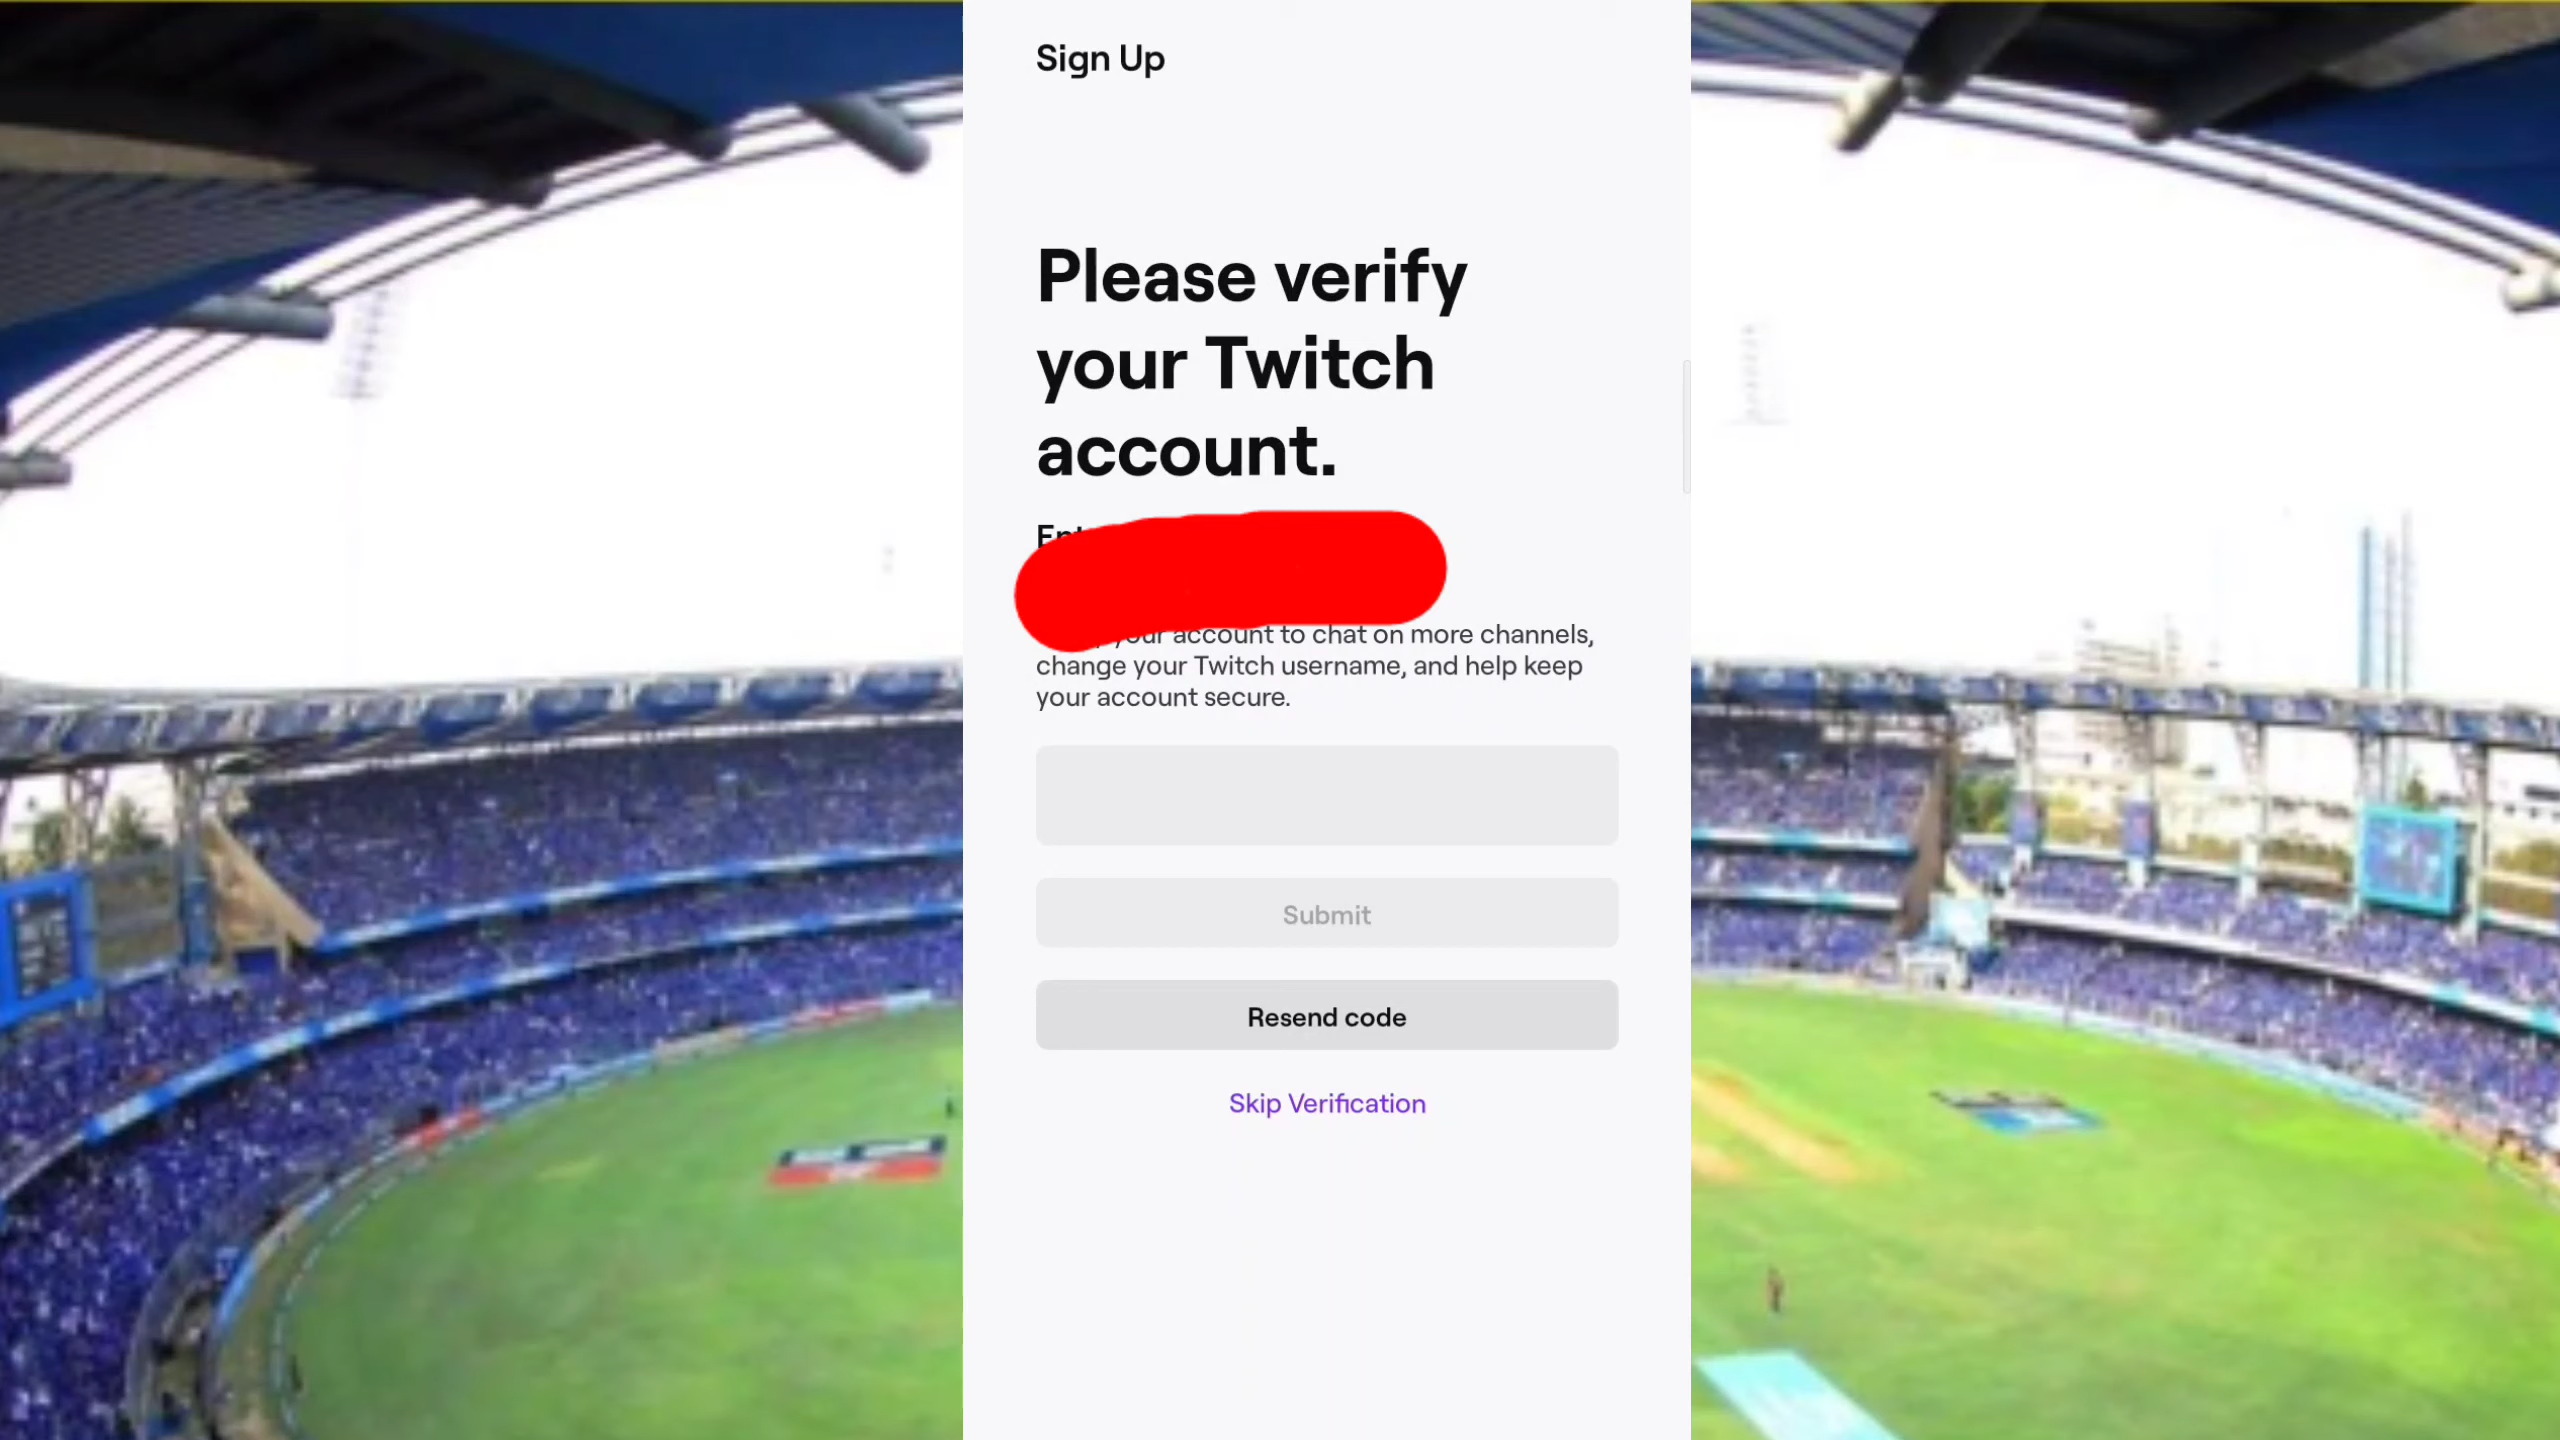 Sign Up
Please verify
your Twitch
account.
your account to chat on more channels,
change your Twitch username, and help keep
your account secure.
Submit
Resend code
Skip Verification